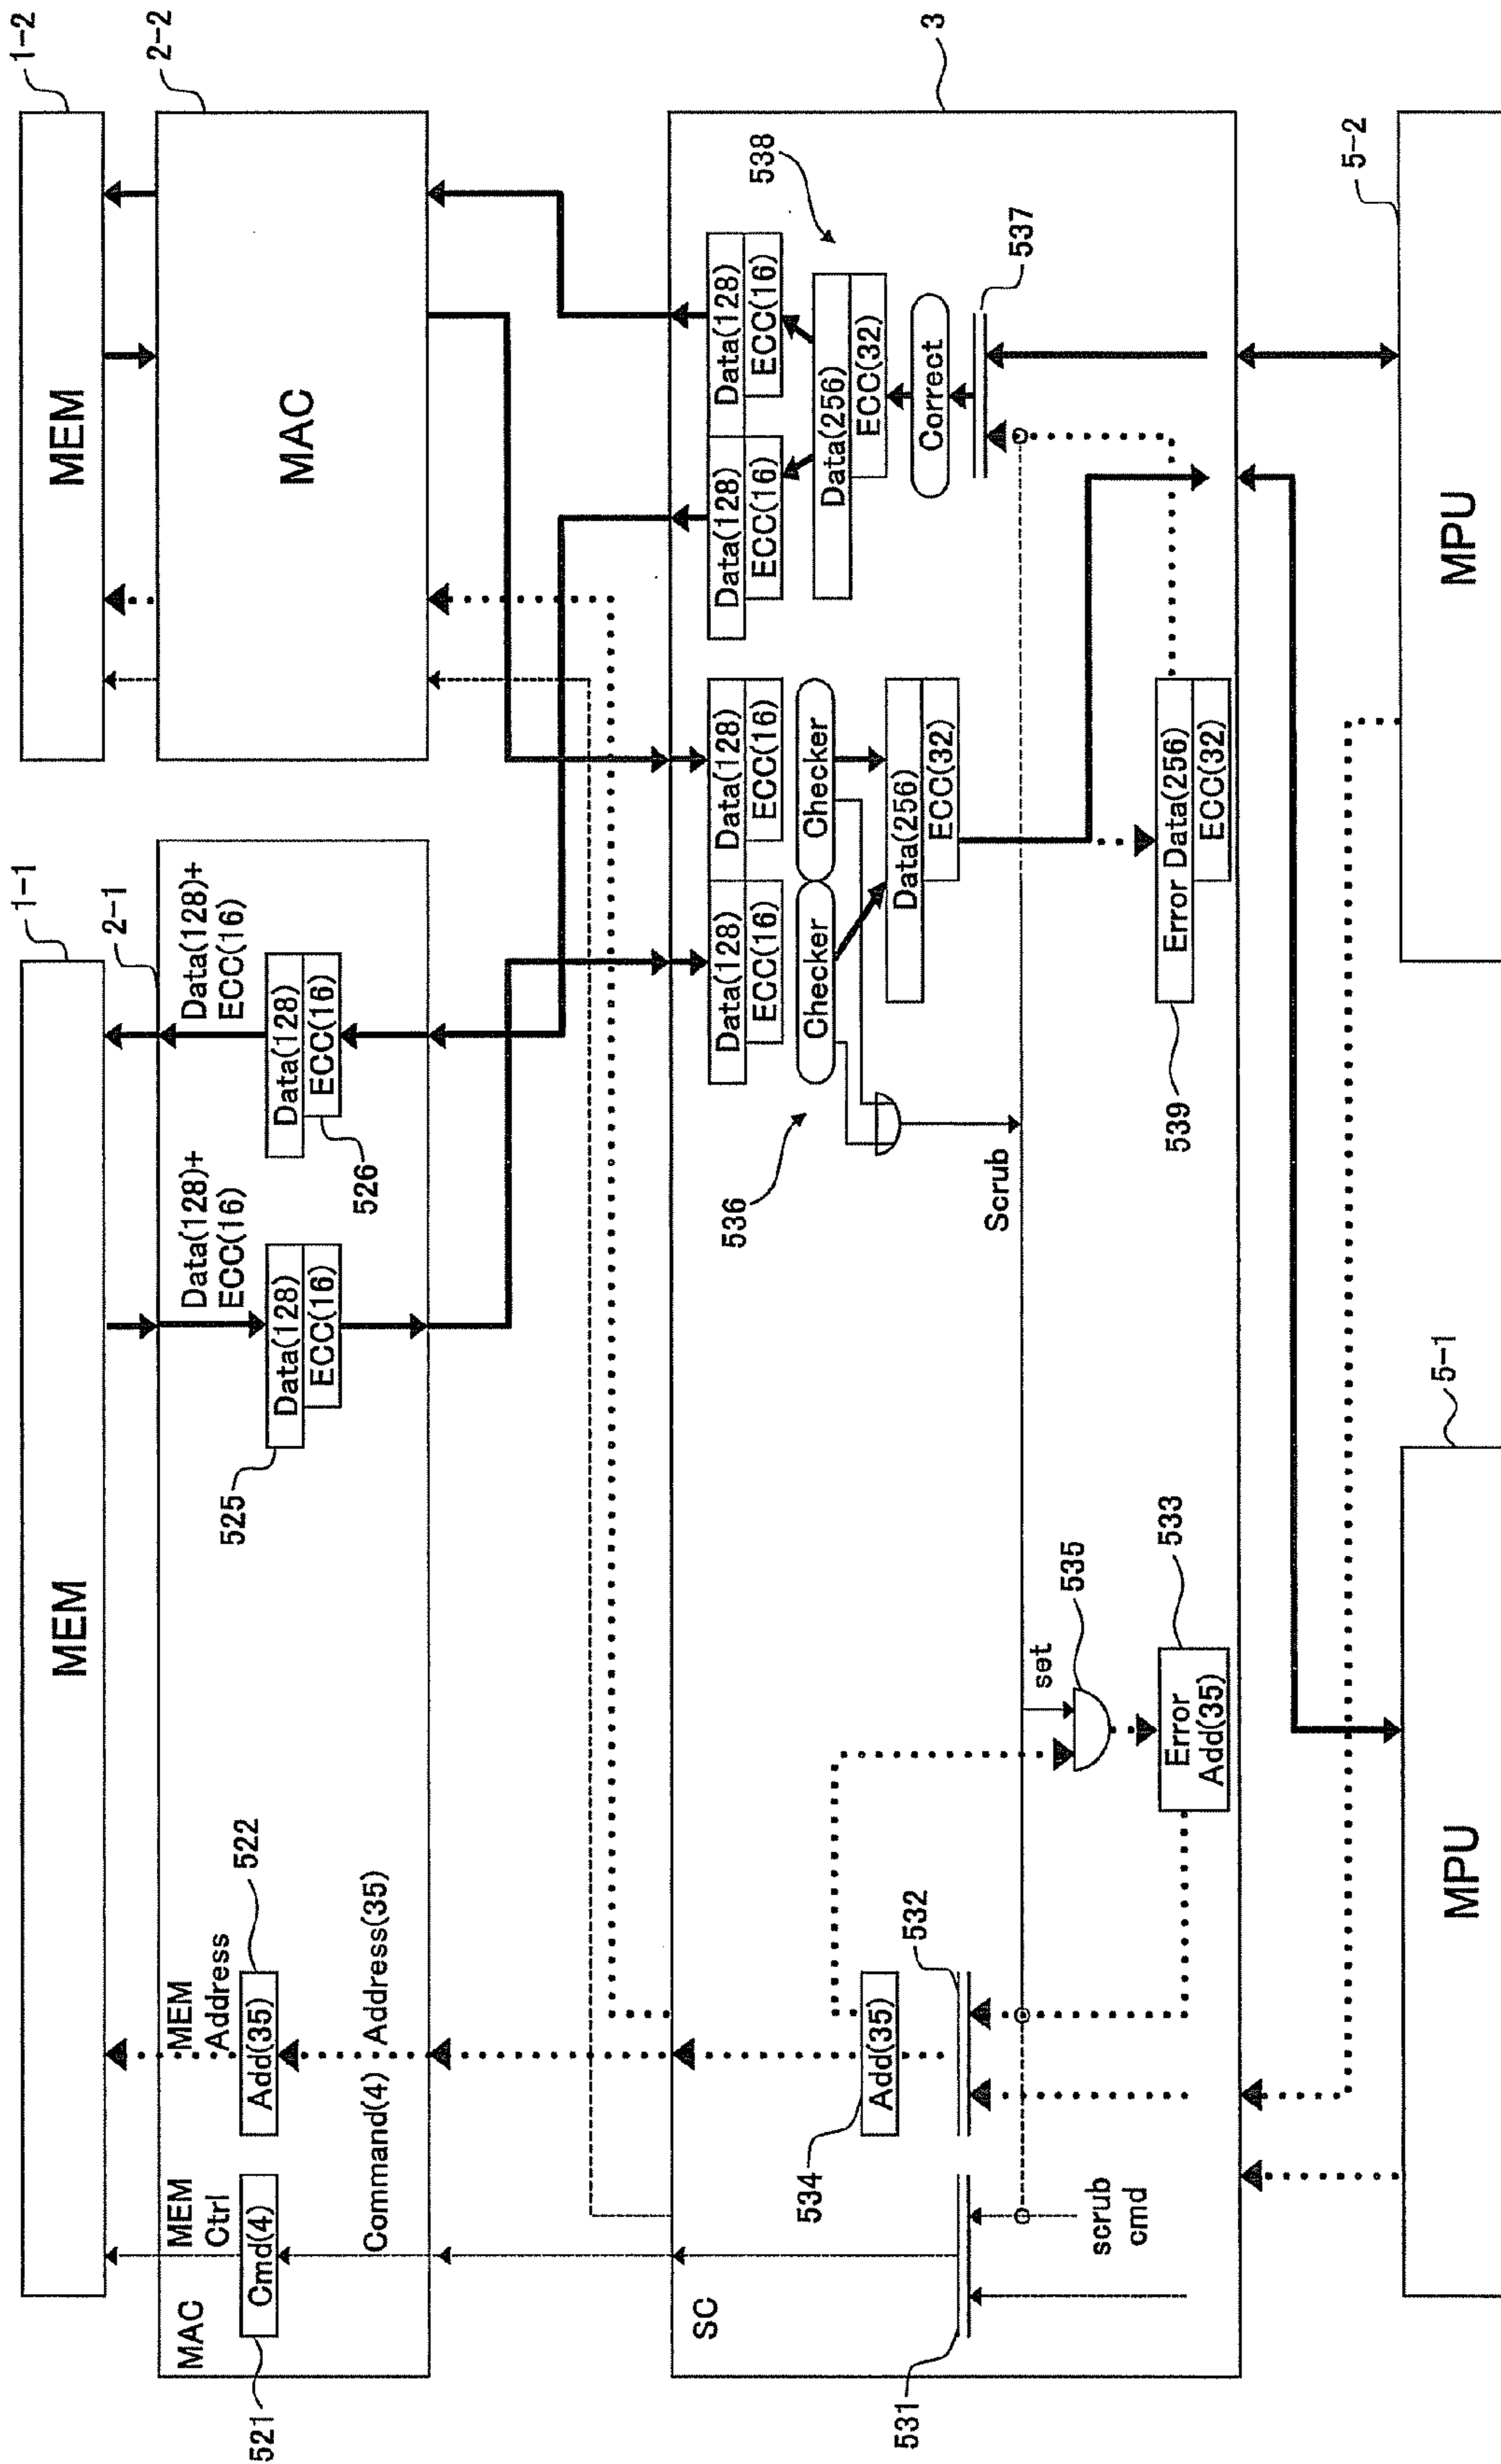 1-1
MEM
1-2
MEM
2-1
MAC
MEM
Ctrl
MEM
Address
521
Cmd(4)
Add(35)
522
Data(128)+
ECC(16)
Data(128)+
ECC(16)
525
Data(128)
ECC(16)
Data(128)
ECC(16)
526
2-2
MAC
Command(4)
Address(35)
3
SC
Data(128)
ECC(16)
Data(128)
ECC(16)
Data(128)
ECC(16)
Data(128)
ECC(16)
536
Checker
Checker
Data(256)
ECC(32)
538
Data(256)
ECC(32)
Correct
537
534
Add(35)
531
532
scrub
cmd
Scrub
set
535
Error
Add(35)
533
539
Error Data(256)
ECC(32)
5-1
MPU
5-2
MPU